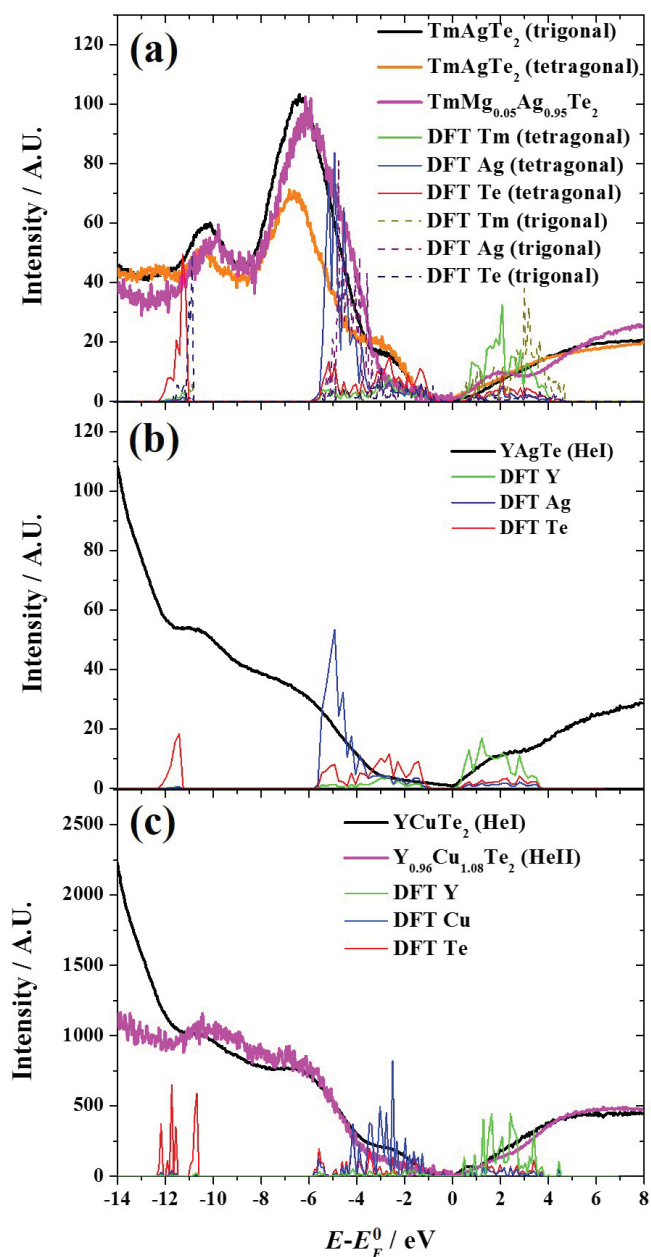 (a)
TmAgTe2 (trigonal)
TmAgTe2 (tetragonal)
TmMg0.05Ag0.95Te2
DFT Tm (tetragonal)
DFT Ag (tetragonal)
DFT Te (tetragonal)
DFT Tm (trigonal)
DFT Ag (trigonal)
DFT Te (trigonal)
Intensity / A.U.
120
100
80
60
40
20
0
(b)
YAgTe (HeI)
DFT Y
DFT Ag
DFT Te
Intensity / A.U.
120
100
80
60
40
20
0
(c)
YCuTe2 (HeI)
Y0.96Cu1.08Te2 (HeII)
DFT Y
DFT Cu
DFT Te
Intensity / A.U.
2500
2250
1500
1250
1000
500
0
-14 -12 -10 -8 -6 -4 -2 0 2 4 6 8
E-E⁰F / eV